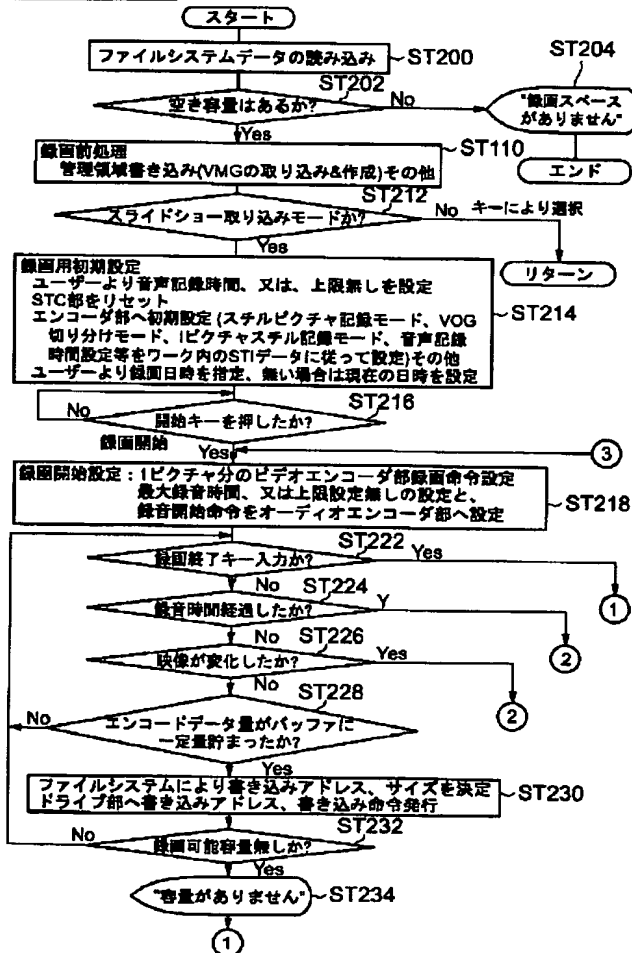 スタート
ファイルシステムデータの読み込み
ST200
ST202
空き容量はあるか?
No
ST204
"録画スペース
がありません"
エンド
Yes
録画前処理
管理領域書き込み(VMGの取り込み&作成)その他
ST110
ST212
スライドショー取り込みモードか?
No キーにより選択
リターン
Yes
録画用初期設定
ユーザーより音声記録時間、又は、上限無しを設定
STC部をリセット
エンコーダ部へ初期設定(スチルピクチャ記録モード、VOG
切り分けモード、Iピクチャスチル記録モード、音声記録
時間設定等をワーク内のSTIデータに従って設定)その他
ユーザーより録画日時を指定、無い場合は現在の日時を設定
ST214
ST216
No
開始キーを押したか?
録画開始
Yes
3
録画開始設定:1ピクチャ分のビデオエンコーダ部録画命令設定
最大録音時間、又は上限設定無しの設定と、
録音開始命令をオーディオエンコーダ部へ設定
ST218
ST222
録画終了キー入力か?
Yes
1
No
ST224
録音時間経過したか?
Y
2
No
ST226
映像が変化したか?
Yes
2
No
ST228
No
エンコードデータ量がバッファに
一定量貯まったか?
Yes
ファイルシステムにより書き込みアドレス、サイズを決定
ドライブ部へ書き込みアドレス、書き込み命令発行
ST230
ST232
No
録画可能容量無しか?
Yes
"容量がありません"
ST234
1